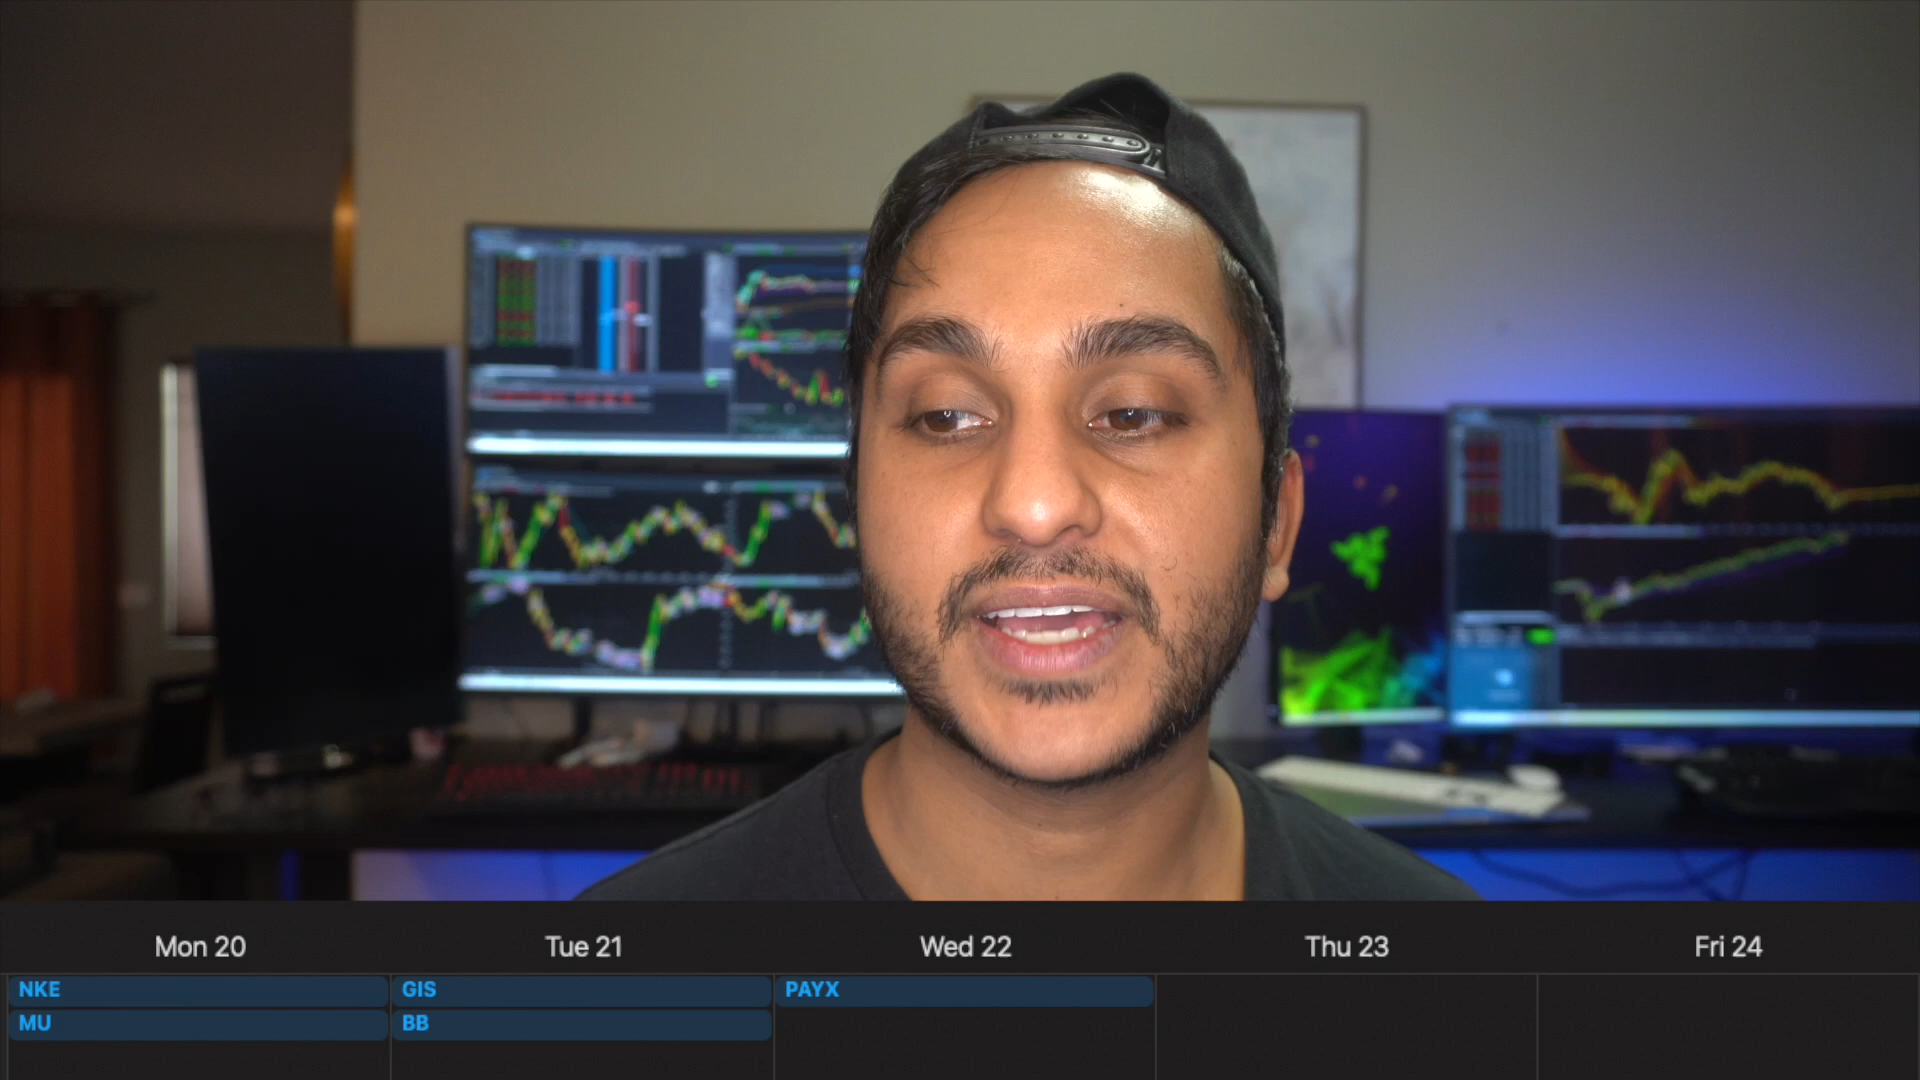 Mon 20
Tue 21
Wed 22
Thu 23
Fri 24
NKE
GIS
PAYX
MU
BB